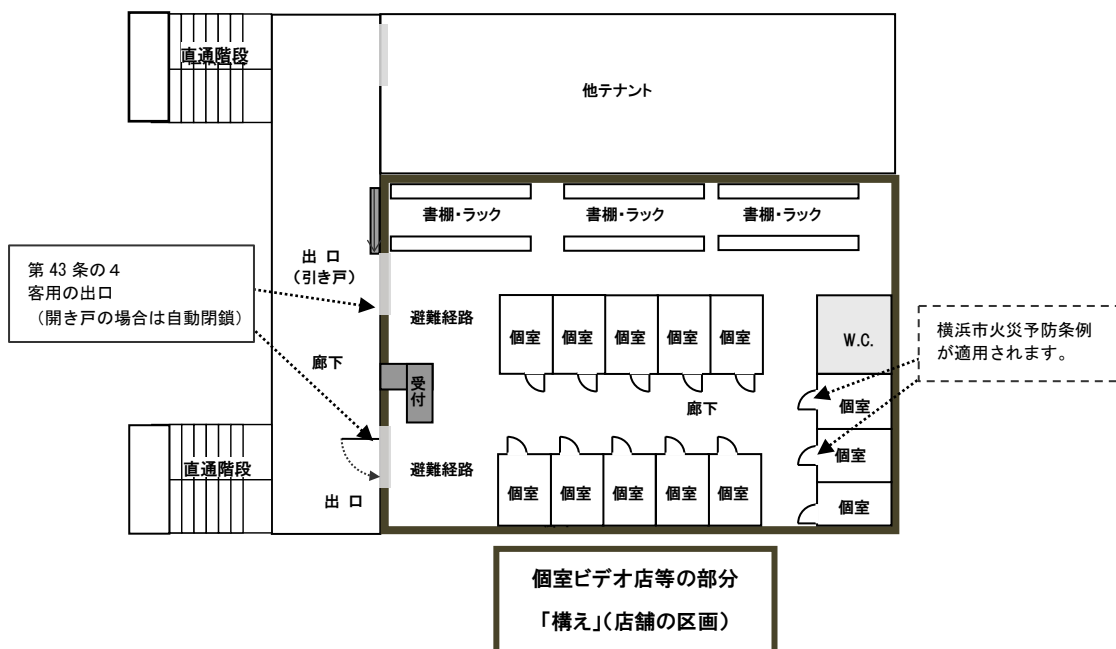 直通階段
他テナント
書棚・ラック
書棚・ラック
書棚・ラック
第43条の4
客用の出口
（開き戸の場合は自動閉鎖）
出 口
（引き戸）
避難経路
個室
個室
個室
個室
個室
W.C.
横浜市火災予防条例
が適用されます。
廊下
受付
廊下
個室
個室
個室
直通階段
避難経路
出 口
個室
個室
個室
個室
個室
個室ビデオ店等の部分
「構え」（店舗の区画）